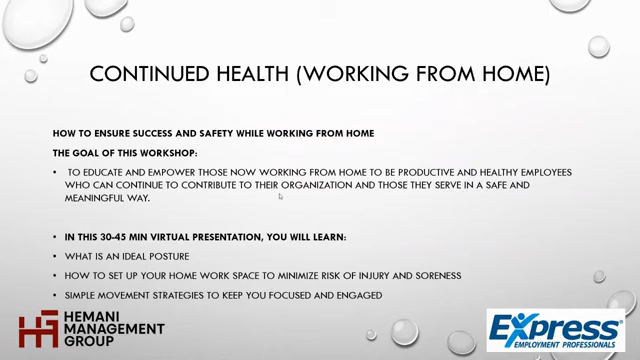 CONTINUED HEALTH (WORKING FROM HOME)
HOW TO ENSURE SUCCESS AND SAFETY WHILE WORKING FROM HOME
THE GOAL OF THIS WORKSHOP:
• TO EDUCATE AND EMPOWER THOSE NOW WORKING FROM HOME TO BE PRODUCTIVE AND HEALTHY EMPLOYEES
WHO CAN CONTINUE TO CONTRIBUTE TO THEIR ORGANIZATION AND THOSE THEY SERVE IN A SAFE AND
MEANINGFUL WAY.
• IN THIS 30-45 MIN VIRTUAL PRESENTATION, YOU WILL LEARN:
• WHAT IS AN IDEAL POSTURE
• HOW TO SET UP YOUR HOME WORK SPACE TO MINIMIZE RISK OF INJURY AND SORENESS
• SIMPLE MOVEMENT STRATEGIES TO KEEP YOU FOCUSED AND ENGAGED
HEMANI
MANAGEMENT
GROUP
Express
EMPLOYMENT PROFESSIONALS